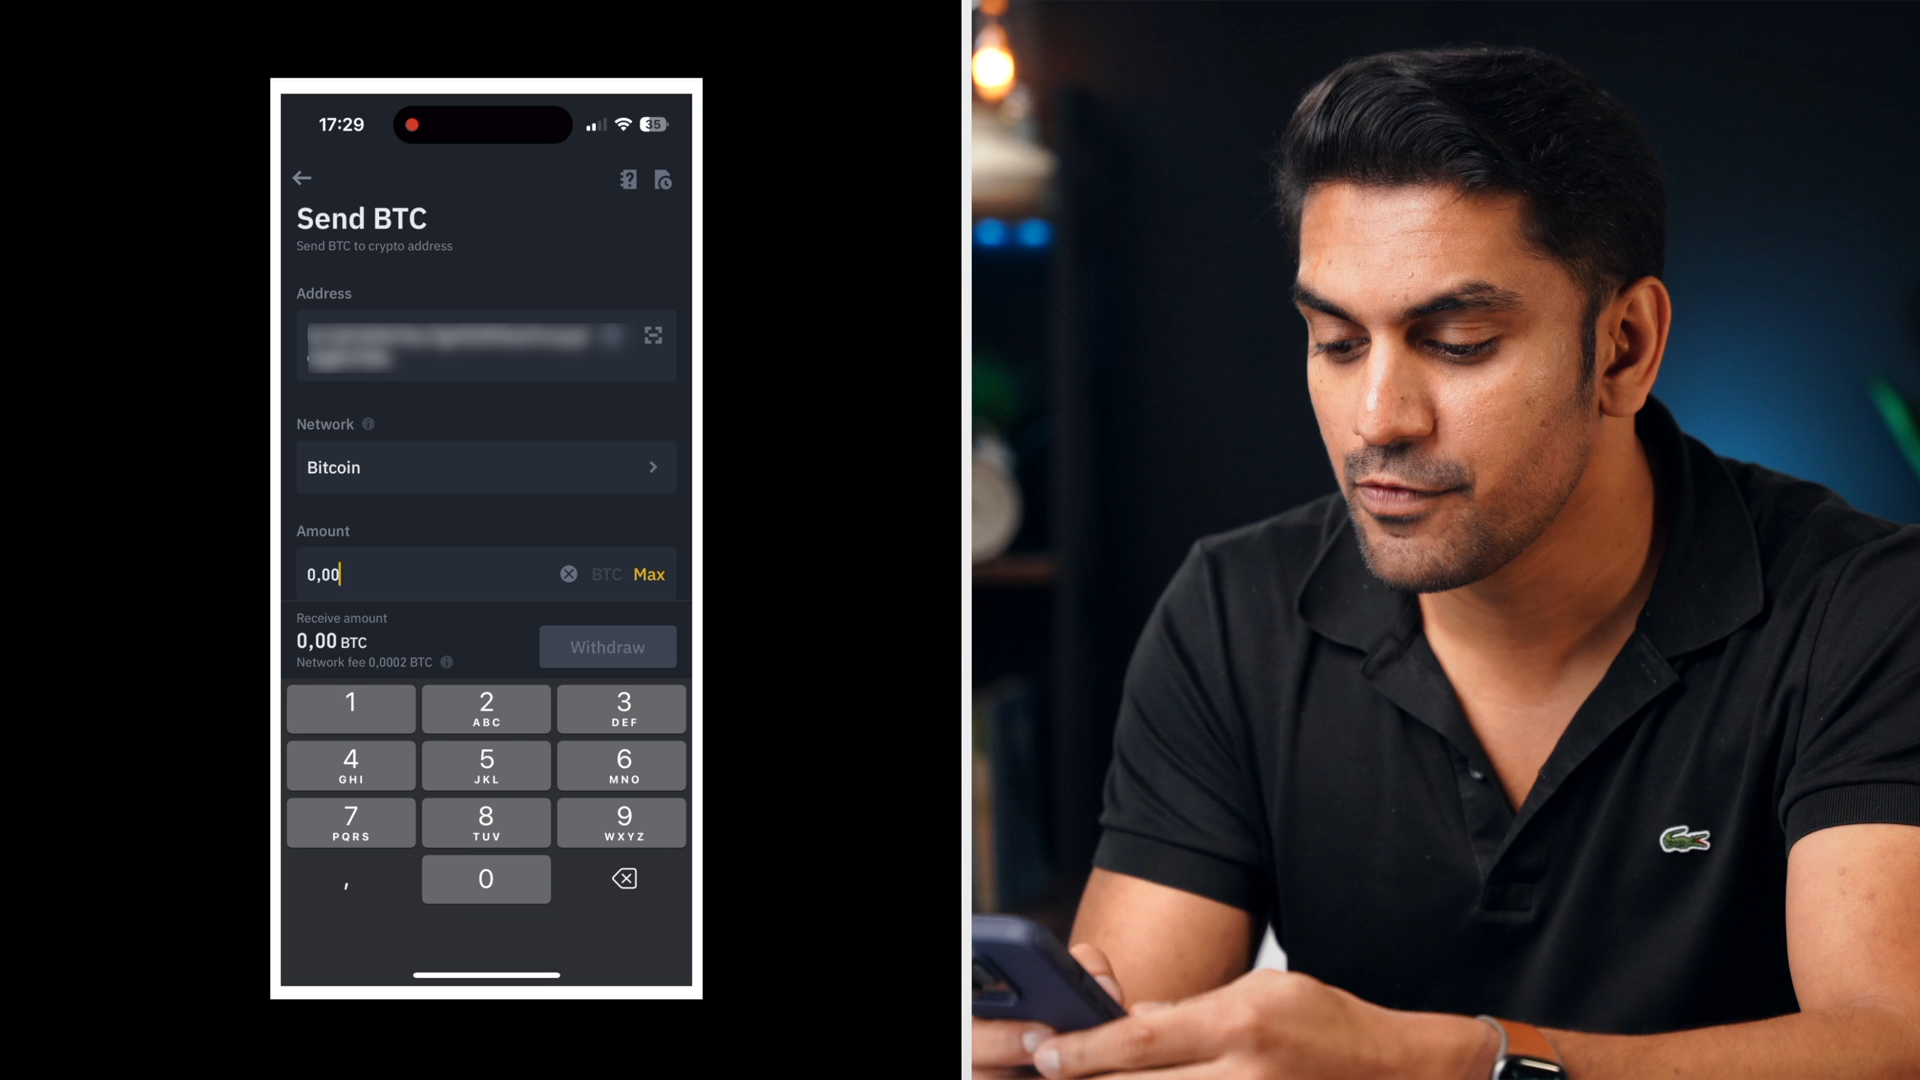 17:29
35
Send BTC
Send BTC to crypto address
Address
Network
Bitcoin
Amount
0,00 BTC Max
Receive amount
0,00 BTC
Withdraw
Network fee 0,0002 BTC
1 2 3
ABC DEF
4 5 6
GHI JKL MNO
7 8 9
PQRS TUV WXYZ
, 0